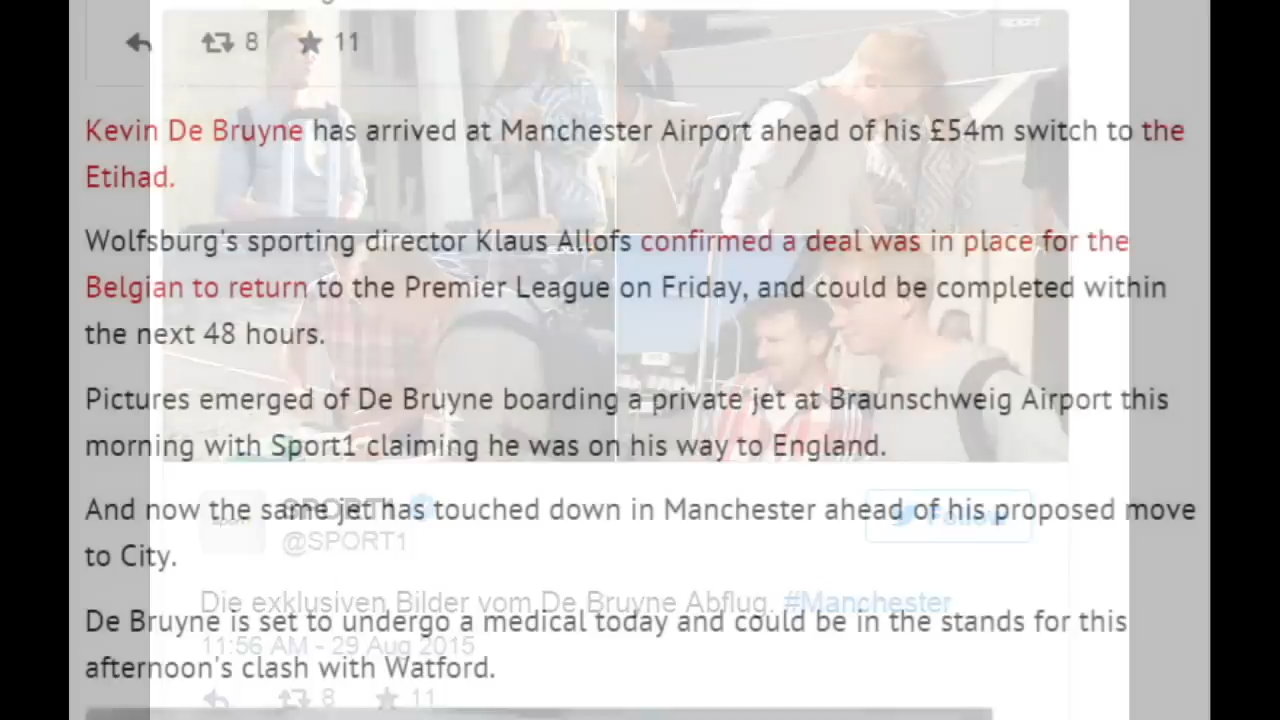 sport
8 11
Kevin De Bruyne has arrived at Manchester Airport ahead of his £54m switch to the
Etihad.
Wolfsburg's sporting director Klaus Allofs confirmed a deal was in place for the
Belgian to return to the Premier League on Friday, and could be completed within
the next 48 hours.
Pictures emerged of De Bruyne boarding a private jet at Braunschweig Airport this
morning with Sport1 claiming he was on his way to England.
And now the same jet has touched down in Manchester ahead of his proposed move
to City.
SPORT1
Follow
@SPORT1
Die exklusiven Bilder vom De Bruyne Abflug. #Manchester
De Bruyne is set to undergo a medical today and could be in the stands for this
11:56 AM - 29 Aug 2015
afternoon's clash with Watford.
8 11